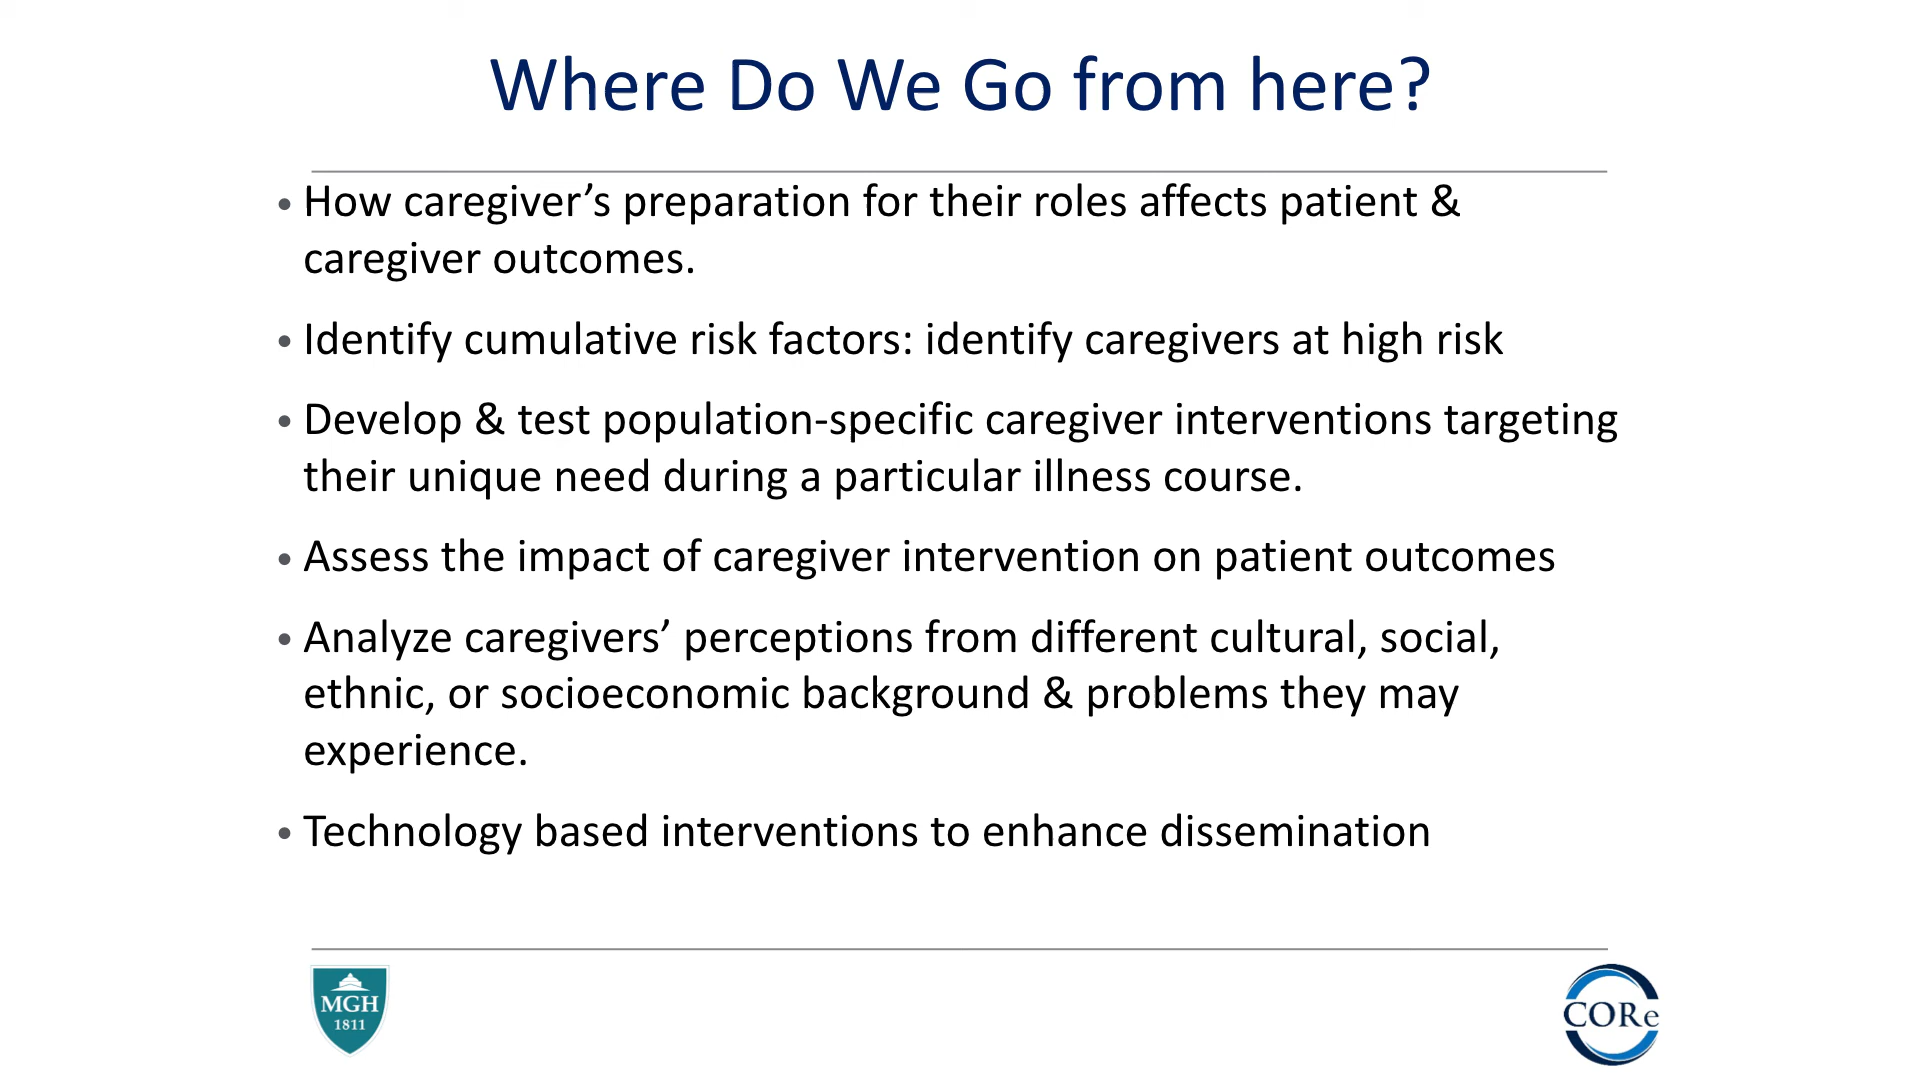 Where Do We Go from here?
• How caregiver’s preparation for their roles affects patient &
caregiver outcomes.
• Identify cumulative risk factors: identify caregivers at high risk
• Develop & test population-specific caregiver interventions targeting
their unique need during a particular illness course.
• Assess the impact of caregiver intervention on patient outcomes
• Analyze caregivers’ perceptions from different cultural, social,
ethnic, or socioeconomic background & problems they may
experience.
• Technology based interventions to enhance dissemination
MGH
1811
CORe